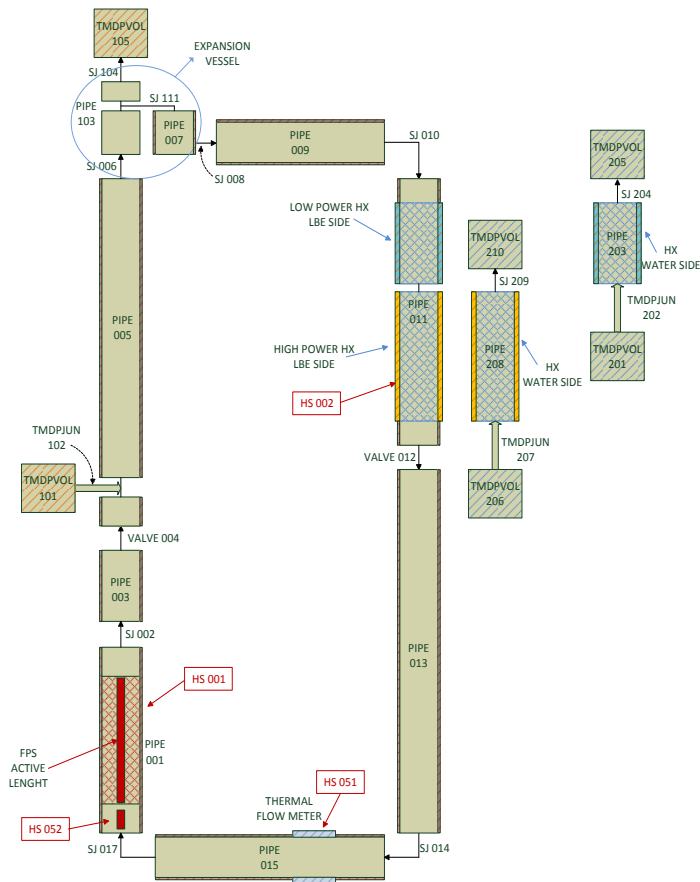 TMDPVOL
105
EXPANSION
VESSEL
SJ 104
SJ 111
PIPE
103
PIPE
007
PIPE
009
SJ 010
SJ 006
SJ 008
TMDPVOL
205
SJ 204
LOW POWER HX
LBE SIDE
TMDPVOL
210
PIPE
203
HX
WATER SIDE
SJ 209
PIPE
011
TMDPJUN
202
PIPE
005
HIGH POWER HX
LBE SIDE
PIPE
208
TMDPVOL
201
HX
WATER SIDE
HS 002
TMDPJUN
102
VALVE 012
TMDPJUN
207
TMDPVOL
101
TMDPVOL
206
VALVE 004
PIPE
003
SJ 002
PIPE
013
HS 001
FPS
ACTIVE
LENGHT
PIPE
001
HS 051
THERMAL
FLOW METER
HS 052
SJ 017
PIPE
015
SJ 014